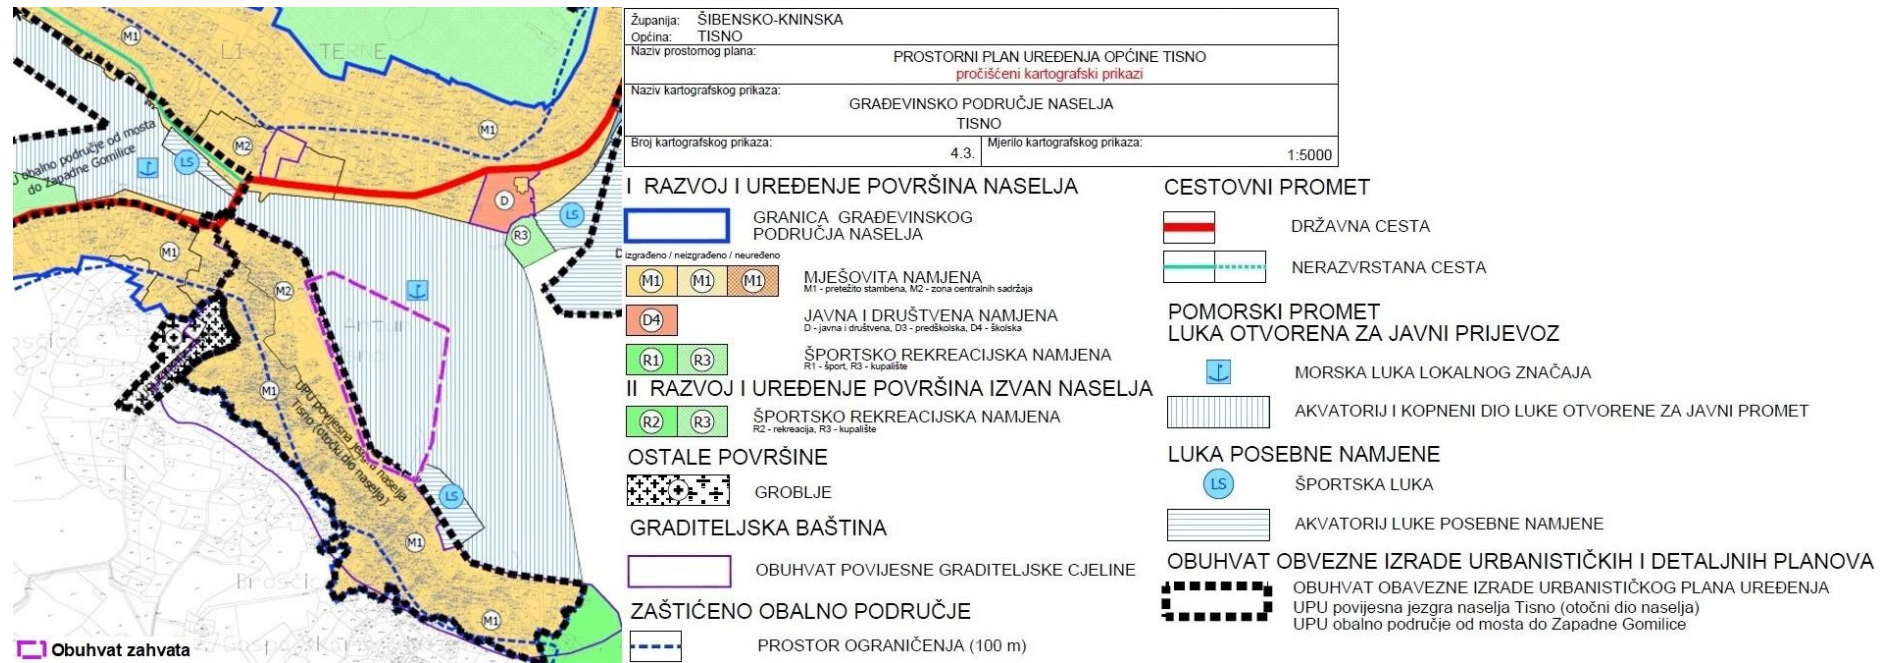 M1
LI
TERNE
M1
M2
obalno područje od mosta
do Zapadne Gomilice
LS
D
LS
R3
M1
M2
M1
UPU povijesna jezgra naselja
Tisno (otočki dio naselja)
LS
M1
M1
Obuhvat zahvata
Županija: ŠIBENSKO-KNINSKA
Općina: TISNO
Naziv prostornog plana:
PROSTORNI PLAN UREĐENJA OPĆINE TISNO
pročišćeni kartografski prikazi
Naziv kartografskog prikaza:
GRAĐEVINSKO PODRUČJE NASELJA
TISNO
Broj kartografskog prikaza: 4.3. Mjerilo kartografskog prikaza: 1:5000
I RAZVOJ I UREĐENJE POVRŠINA NASELJA
GRANICA GRAĐEVINSKOG
PODRUČJA NASELJA
izgrađeno / neizgrađeno / neuređeno
M1 M1 M1 MJEŠOVITA NAMJENA
M1 - pretežito stambena, M2 - zona centralnih sadržaja
D4 JAVNA I DRUŠTVENA NAMJENA
D - javna i društvena, D3 - predškolska, D4 - školska
R1 R3 ŠPORTSKO REKREACIJSKA NAMJENA
R1 - šport, R3 - kupalište
II RAZVOJ I UREĐENJE POVRŠINA IZVAN NASELJA
R2 R3 ŠPORTSKO REKREACIJSKA NAMJENA
R2 - rekreacija, R3 - kupalište
OSTALE POVRŠINE
GROBLJE
GRADITELJSKA BAŠTINA
OBUHVAT POVIJESNE GRADITELJSKE CJELINE
ZAŠTIĆENO OBALNO PODRUČJE
PROSTOR OGRANIČENJA (100 m)
CESTOVNI PROMET
DRŽAVNA CESTA
NERAZVRSTANA CESTA
POMORSKI PROMET
LUKA OTVORENA ZA JAVNI PRIJEVOZ
MORSKA LUKA LOKALNOG ZNAČAJA
AKVATORIJ I KOPNENI DIO LUKE OTVORENE ZA JAVNI PROMET
LUKA POSEBNE NAMJENE
LS ŠPORTSKA LUKA
AKVATORIJ LUKE POSEBNE NAMJENE
OBUHVAT OBVEZNE IZRADE URBANISTIČKIH I DETALJNIH PLANOVA
OBUHVAT OBAVEZNE IZRADE URBANISTIČKOG PLANA UREĐENJA
UPU povijesna jezgra naselja Tisno (otočni dio naselja)
UPU obalno područje od mosta do Zapadne Gomilice